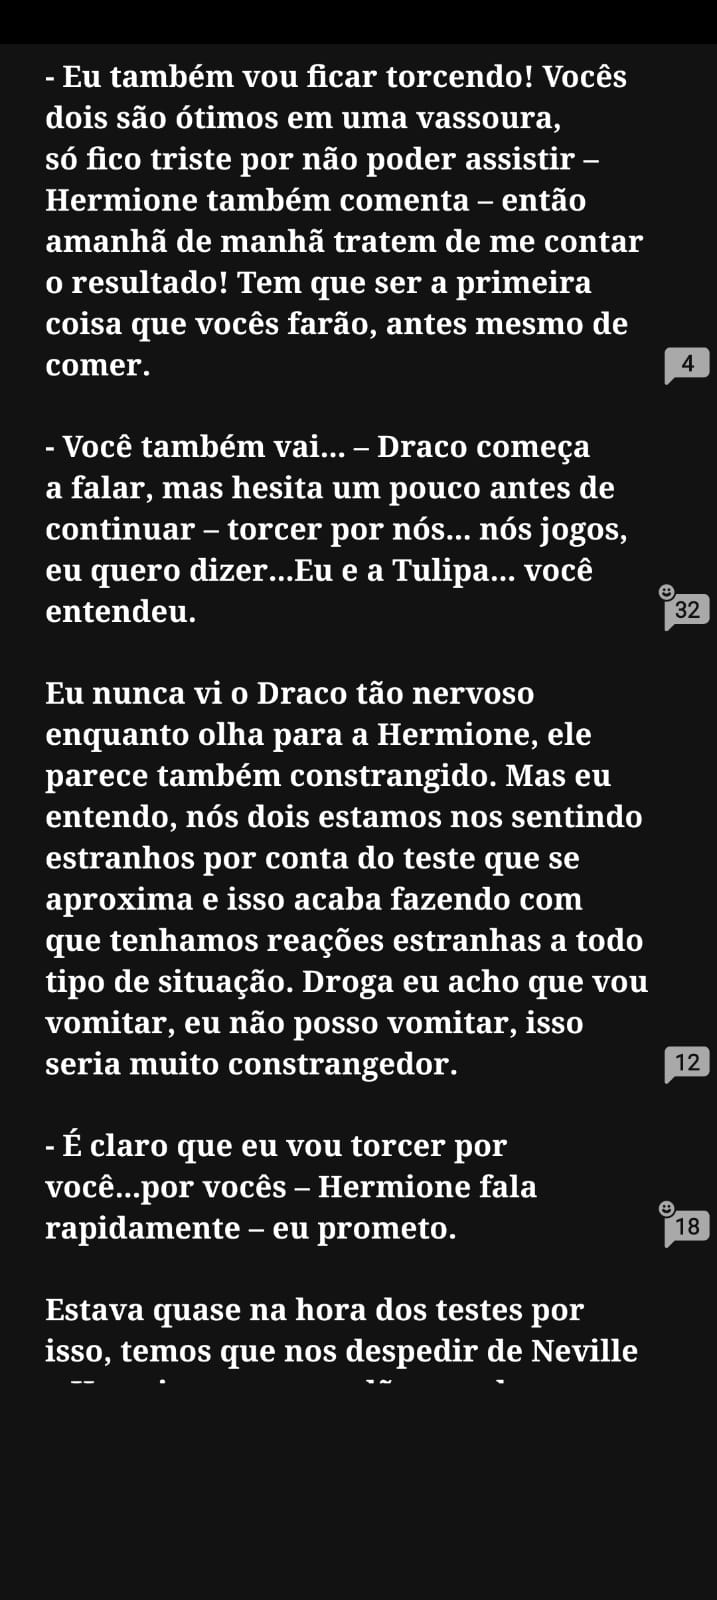 - Eu também vou ficar torcendo! Vocês
dois são ótimos em uma vassoura,
só fico triste por não poder assistir –
Hermione também comenta – então
amanhã de manhã tratem de me contar
o resultado! Tem que ser a primeira
coisa que vocês farão, antes mesmo de
comer.
4
- Você também vai... – Draco começa
a falar, mas hesita um pouco antes de
continuar – torcer por nós... nós jogos,
eu quero dizer...Eu e a Tulipa... você
entendeu.
32
Eu nunca vi o Draco tão nervoso
enquanto olha para a Hermione, ele
parece também constrangido. Mas eu
entendo, nós dois estamos nos sentindo
estranhos por conta do teste que se
aproxima e isso acaba fazendo com
que tenhamos reações estranhas a todo
tipo de situação. Droga eu acho que vou
vomitar, eu não posso vomitar, isso
seria muito constrangedor.
12
- É claro que eu vou torcer por
você...por vocês – Hermione fala
rapidamente – eu prometo.
18
Estava quase na hora dos testes por
isso, temos que nos despedir de Neville